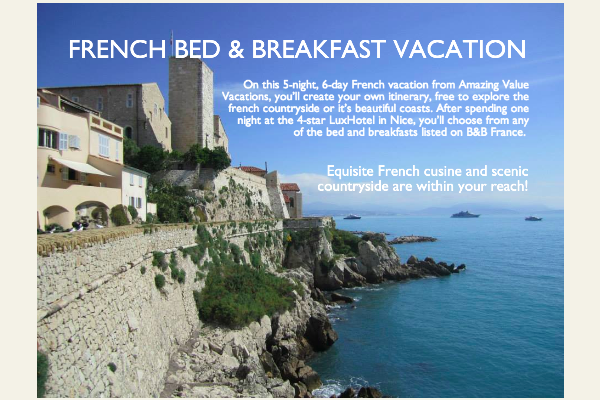 FRENCH BED & BREAKFAST VACATION
On this 5-night, 6-day French vacation from Amazing Value
Vacations, you'll create your own itinerary, free to explore the
french countryside or it's beautiful coasts. After spending one
night at the 4-star LuxHotel in Nice, you'll choose from any
of the bed and breakfasts listed on B&B France.
Equisite French cusine and scenic
countryside are within your reach!